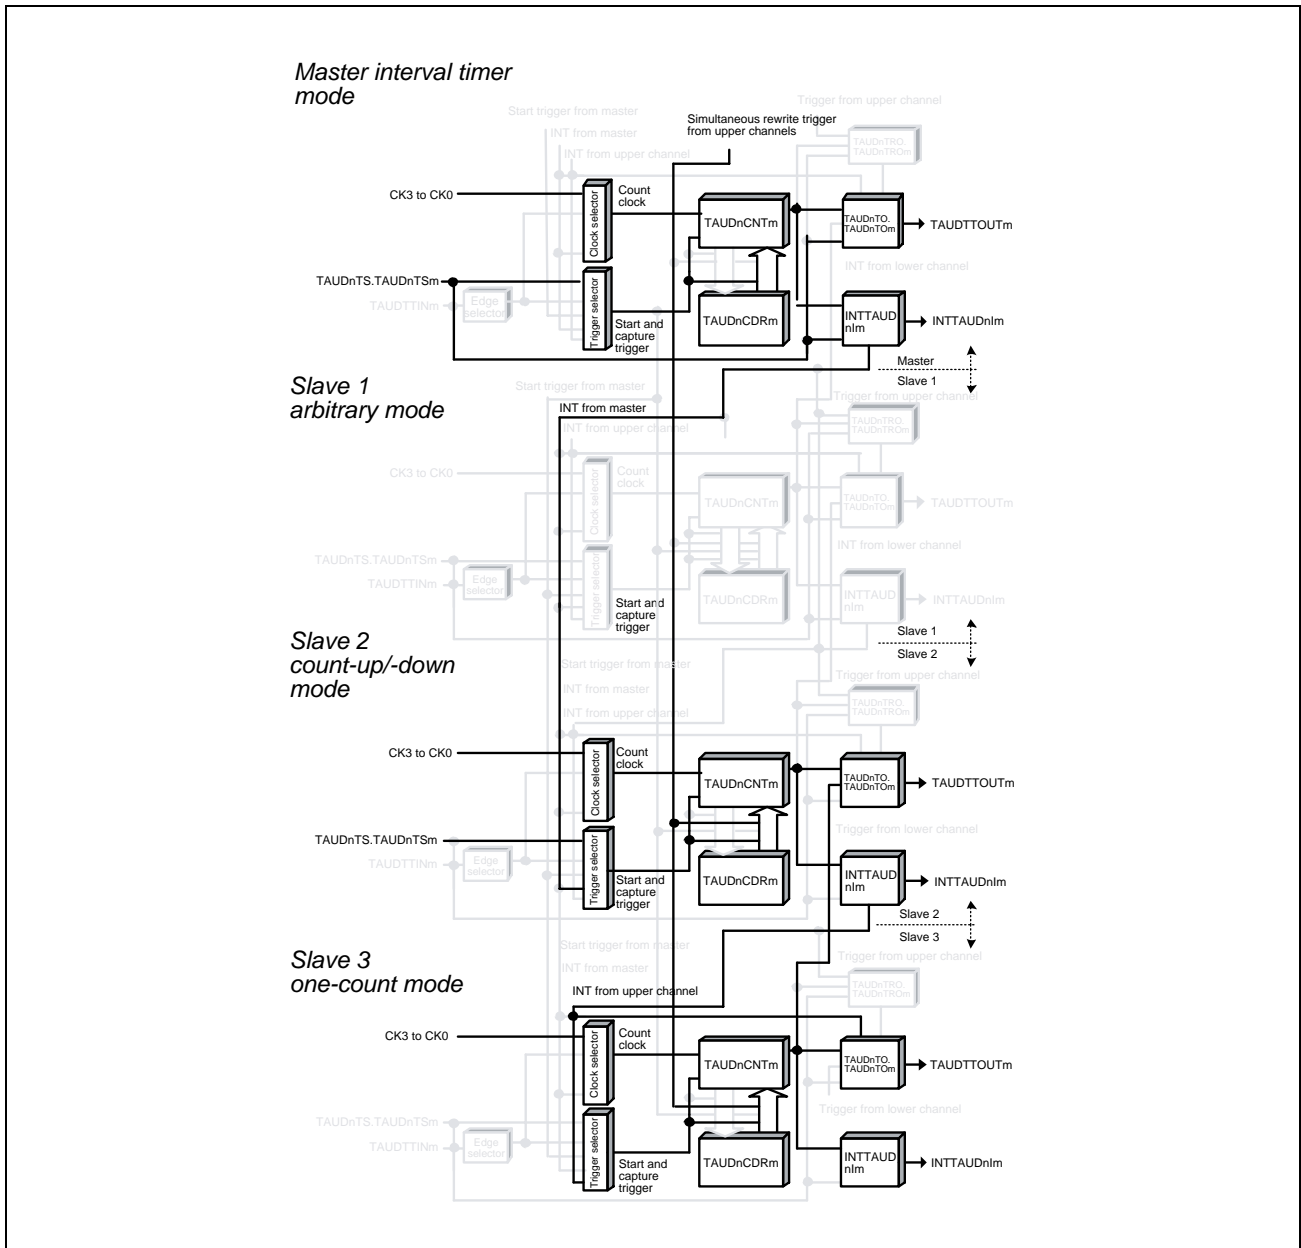 Master interval timer
mode
Trigger from upper channel
Start trigger from master
Simultaneous rewrite trigger
from upper channels
INT from master
TAUDnTRO.
TAUDnTROm
INT from upper channel
CK3 to CK0
Clock selector
Count
clock
TAUDnCNTm
TAUDnTO.
TAUDnTOm
TAUDTTOUTm
INT from lower channel
TAUDnTS.TAUDnTSm
TAUDTTINm
Edge
selector
Trigger selector
Start and
capture
trigger
TAUDnCDRm
INTTAUD
nIm
INTTAUDnIm
Master
Slave 1
Slave 1
arbitrary mode
Start trigger from master
Trigger from upper channel
INT from master
TAUDnTRO.
TAUDnTROm
INT from upper channel
CK3 to CK0
Clock selector
Count
clock
TAUDnCNTm
TAUDnTO.
TAUDnTOm
TAUDTTOUTm
INT from lower channel
TAUDnTS.TAUDnTSm
TAUDTTINm
Edge
selector
Trigger selector
Start and
capture
trigger
TAUDnCDRm
INTTAUD
nIm
INTTAUDnIm
Slave 1
Slave 2
Slave 2
count-up/-down
mode
Start trigger from master
Trigger from upper channel
INT from master
TAUDnTRO.
TAUDnTROm
INT from upper channel
CK3 to CK0
Clock selector
Count
clock
TAUDnCNTm
TAUDnTO.
TAUDnTOm
TAUDTTOUTm
Trigger from lower channel
TAUDnTS.TAUDnTSm
TAUDTTINm
Edge
selector
Trigger selector
Start and
capture
trigger
TAUDnCDRm
INTTAUD
nIm
INTTAUDnIm
Slave 2
Slave 3
Slave 3
one-count mode
Start trigger from master
Trigger from upper channel
INT from master
TAUDnTRO.
TAUDnTROm
INT from upper channel
CK3 to CK0
Clock selector
Count
clock
TAUDnCNTm
TAUDnTO.
TAUDnTOm
TAUDTTOUTm
Trigger from lower channel
TAUDnTS.TAUDnTSm
TAUDTTINm
Edge
selector
Trigger selector
Start and
capture
trigger
TAUDnCDRm
INTTAUD
nIm
INTTAUDnIm